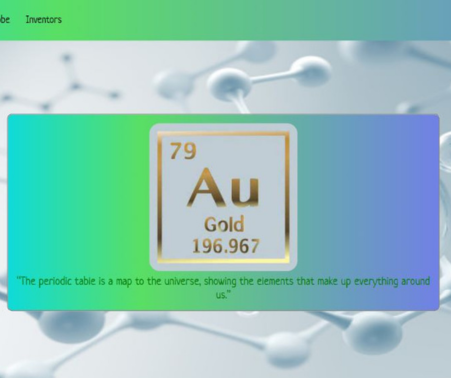 Inventors
79
Au
Gold
196.967
"The periodic table is a map to the universe, showing the elements that make up everything around
us."